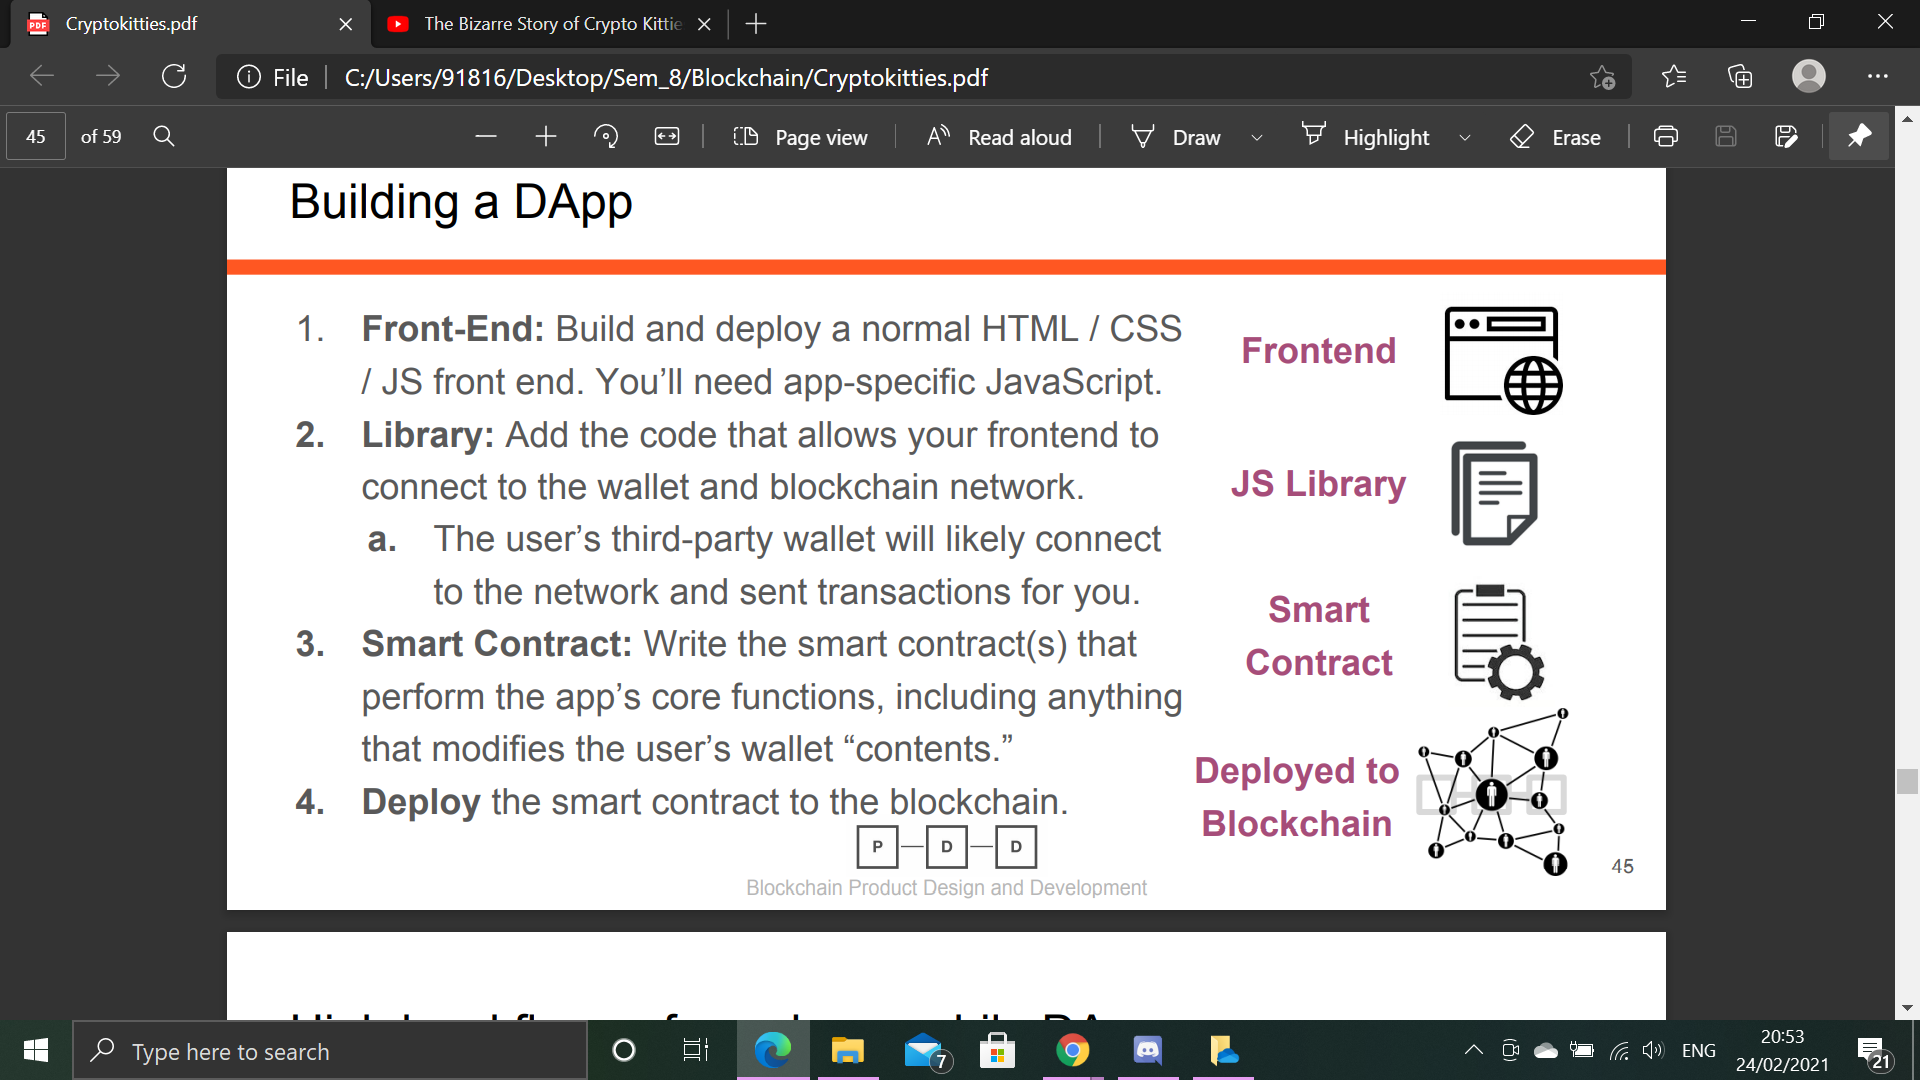 Cryptokitties.pdf
The Bizarre Story of Crypto Kittie
File
C:/Users/91816/Desktop/Sem_8/Blockchain/Cryptokitties.pdf
45 of 59
Page view
Read aloud
Draw
Highlight
Erase
Building a DApp
1. Front-End: Build and deploy a normal HTML / CSS
/ JS front end. You’ll need app-specific JavaScript.
2. Library: Add the code that allows your frontend to
connect to the wallet and blockchain network.
a. The user’s third-party wallet will likely connect
to the network and sent transactions for you.
3. Smart Contract: Write the smart contract(s) that
perform the app’s core functions, including anything
that modifies the user’s wallet “contents.”
4. Deploy the smart contract to the blockchain.
Frontend
JS Library
Smart
Contract
Deployed to
Blockchain
P D D
Blockchain Product Design and Development
45
Type here to search
7
ENG
20:53
24/02/2021
21